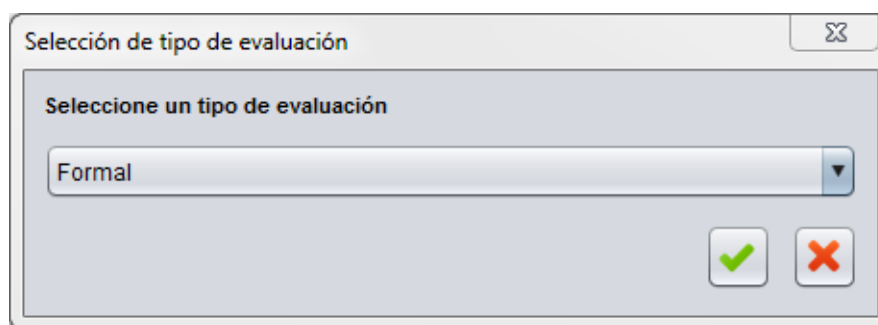 Selección de tipo de evaluación
Seleccione un tipo de evaluación
Formal